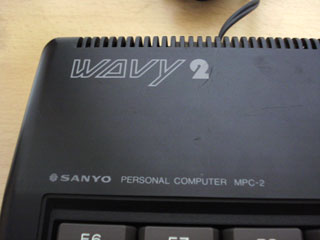 WAVY 2
SANYO PERSONAL COMPUTER MPC-2
F6 F7